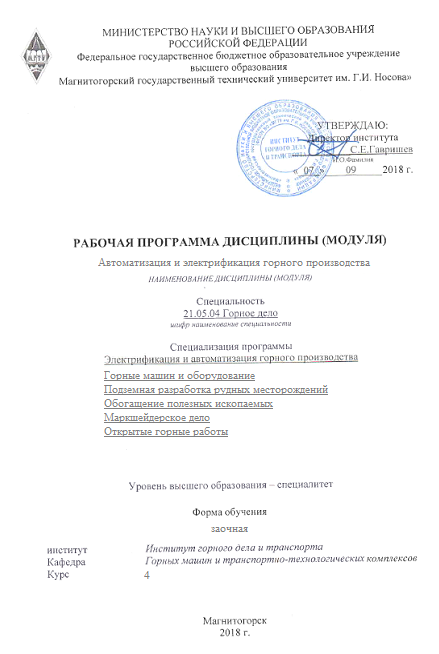 МИНИСТЕРСТВО НАУКИ И ВЫСШЕГО ОБРАЗОВАНИЯ
РОССИЙСКОЙ ФЕДЕРАЦИИ
Федеральное государственное бюджетное образовательное учреждение
высшего образования
Магнитогорский государственный технический университет им. Г.И. Носова»
УТВЕРЖДАЮ:
Директор института
С.Е.Гавришев
И.О.Фамилия
« 07 » 09 2018 г.
ИНСТИТУТ
ГОРНОГО ДЕЛА
И ТРАНСПОРТА
РАБОЧАЯ ПРОГРАММА ДИСЦИПЛИНЫ (МОДУЛЯ)
Автоматизация и электрификация горного производства
НАИМЕНОВАНИЕ ДИСЦИПЛИНЫ (МОДУЛЯ)
Специальность
21.05.04 Горное дело
шифр наименование специальности
Специализация программы
Электрификация и автоматизация горного производства
Горные машин и оборудование
Подземная разработка рудных месторождений
Обогащение полезных ископаемых
Маркшейдерское дело
Открытые горные работы
Уровень высшего образования – специалитет
Форма обучения
заочная
институт Институт горного дела и транспорта
Кафедра Горных машин и транспортно-технологических комплексов
Курс 4
Магнитогорск
2018 г.